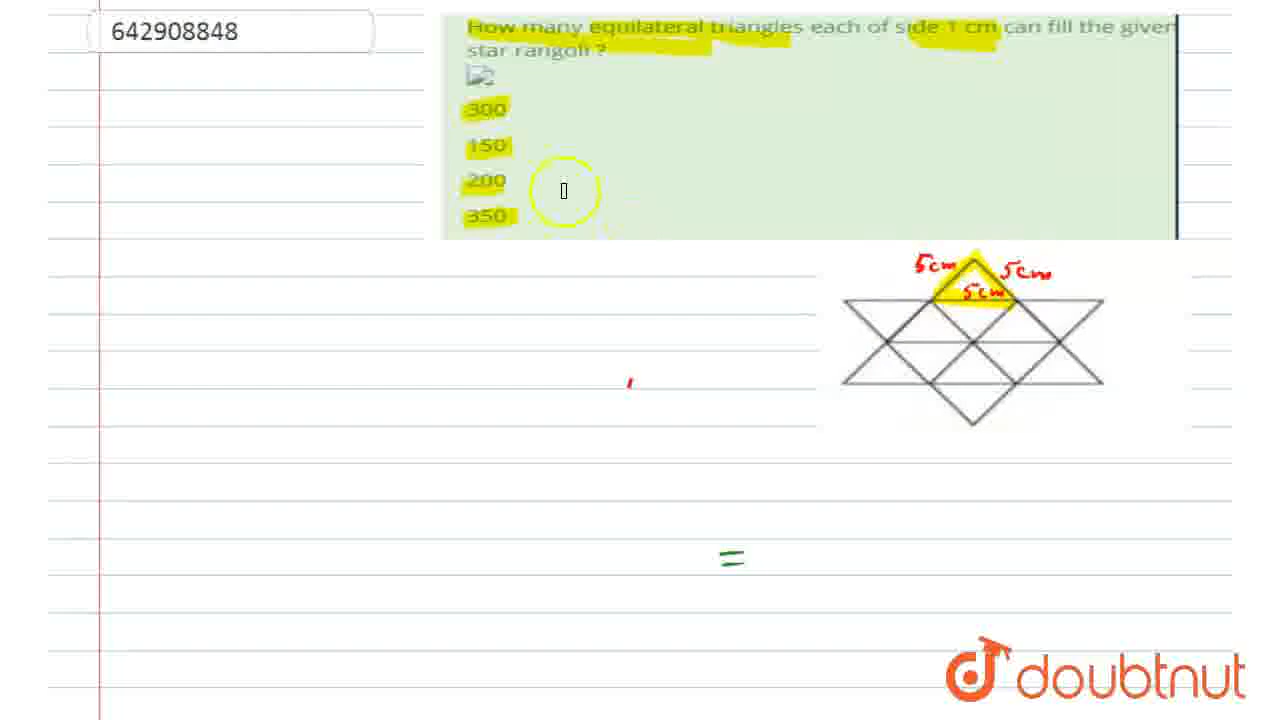 642908848
How many equilateral triangles each of side 1 cm can fill the given
star rangoli ?
300
150
200
350
5cm 5cm
5cm
=
doubtnut